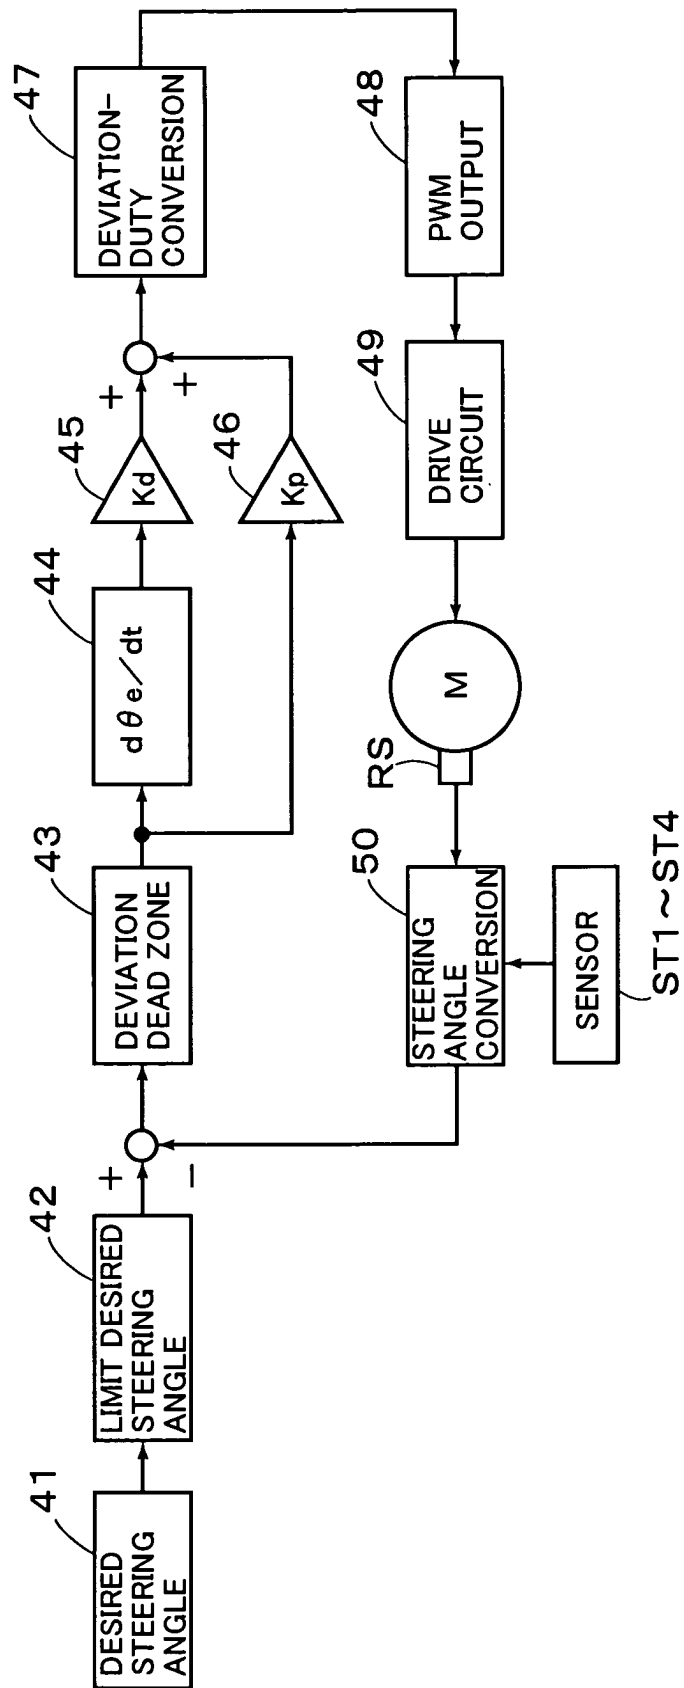 41
DESIRED
STEERING
ANGLE
42
LIMIT DESIRED
STEERING
ANGLE
+
−
43
DEVIATION
DEAD ZONE
44
dθe/dt
45
Kd
46
Kp
+
+
47
DEVIATION-
DUTY
CONVERSION
48
PWM
OUTPUT
49
DRIVE
CIRCUIT
M
RS
50
STEERING
ANGLE
CONVERSION
SENSOR
ST1~ST4